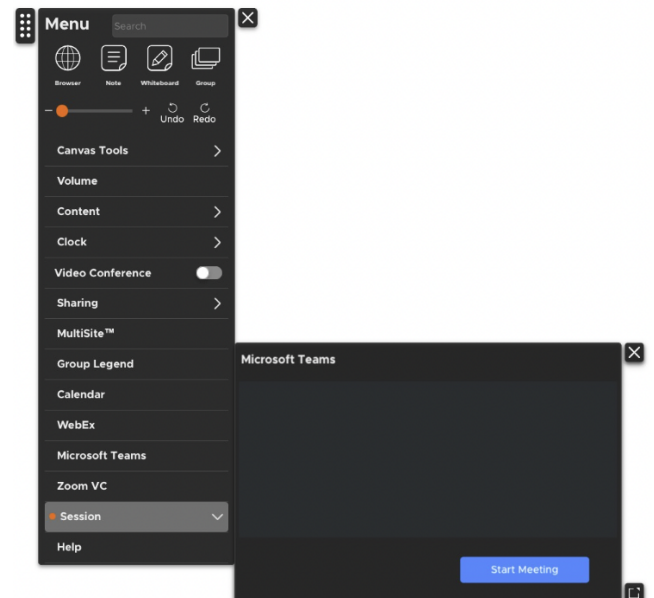 Menu
Search
Browser Note Whiteboard Group
Undo Redo
Canvas Tools
Volume
Content
Clock
Video Conference
Sharing
MultiSite™
Group Legend
Calendar
WebEx
Microsoft Teams
Zoom VC
Session
Help
Microsoft Teams
Start Meeting